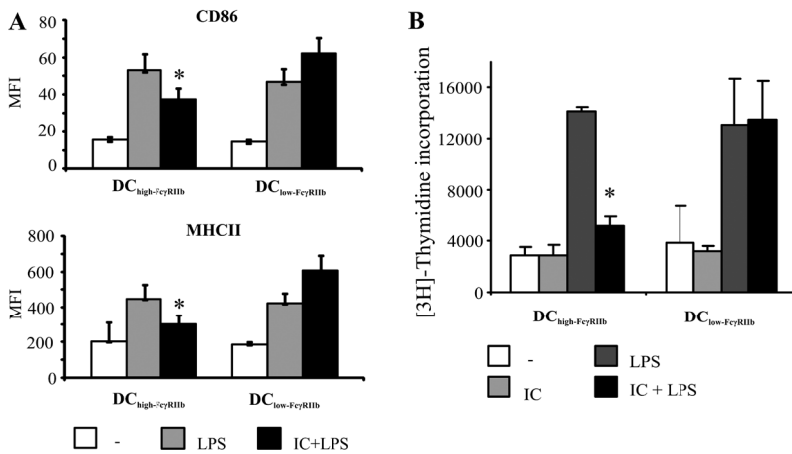 A
CD86
MFI
80
60
40
20
0
*
DChigh-FcγRIIb
DClow-FcγRIIb
MHCII
MFI
800
600
400
200
0
*
DChigh-FcγRIIb
DClow-FcγRIIb
- LPS IC+LPS
B
[3H]-Thymidine incorporation
16000
12000
8000
4000
0
*
DChigh-FcγRIIb
DClow-FcγRIIb
- LPS
IC IC + LPS